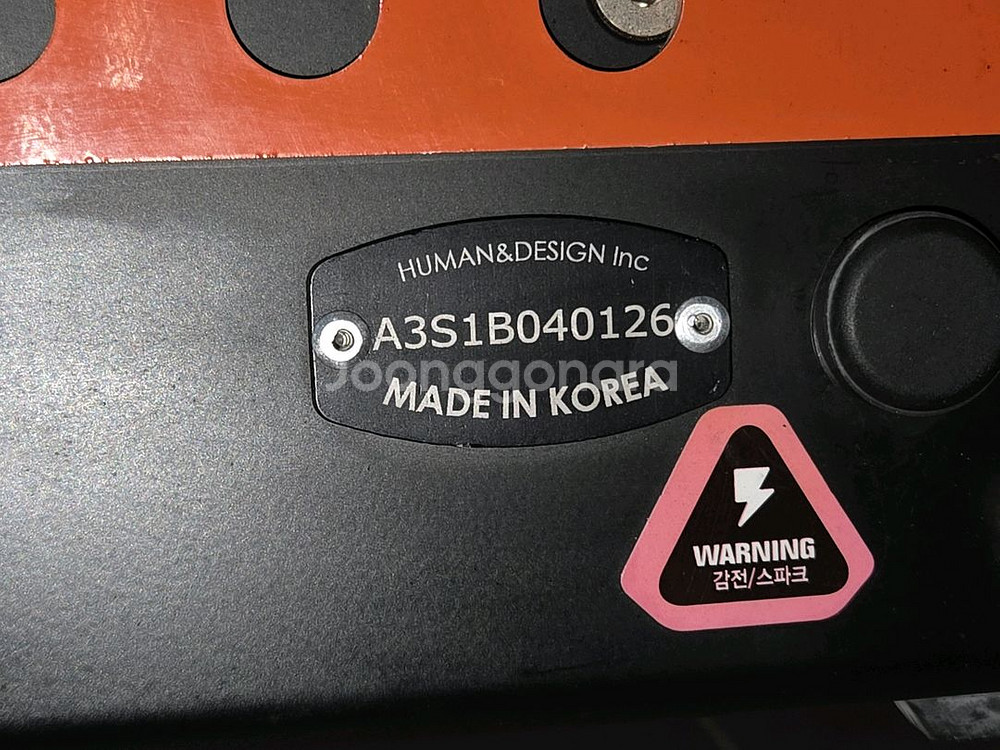 HUMAN&DESIGN Inc
A3S1B040126
Joonggonara
MADE IN KOREA
WARNING
감전/스파크